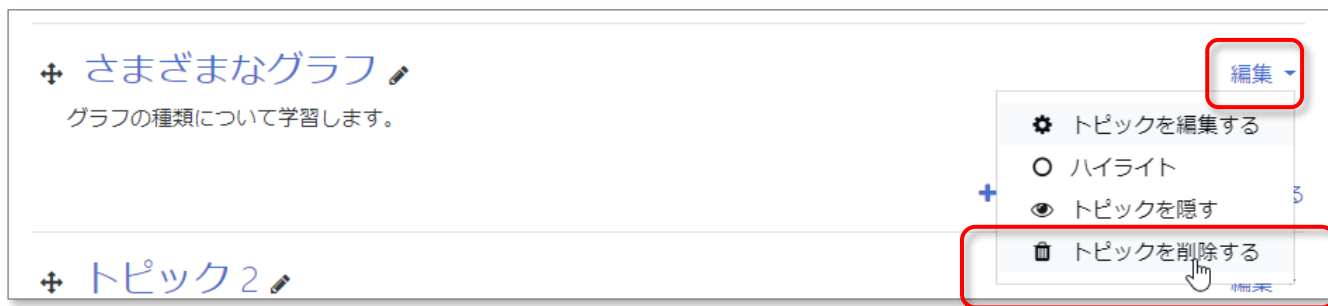 さまざまなグラフ
編集
グラフの種類について学習します。
トピックを編集する
ハイライト
る
トピックを隠す
トピックを削除する
トピック 2
編集